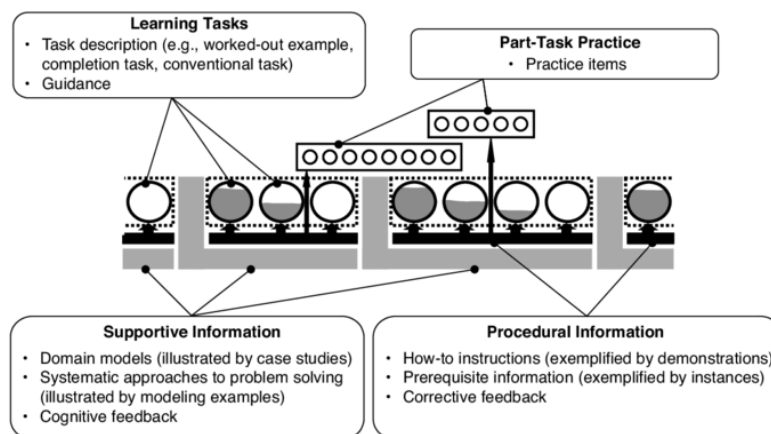 Learning Tasks
• Task description (e.g., worked-out example,
completion task, conventional task)
• Guidance
Part-Task Practice
• Practice items
Supportive Information
• Domain models (illustrated by case studies)
• Systematic approaches to problem solving
(illustrated by modeling examples)
• Cognitive feedback
Procedural Information
• How-to instructions (exemplified by demonstrations)
• Prerequisite information (exemplified by instances)
• Corrective feedback